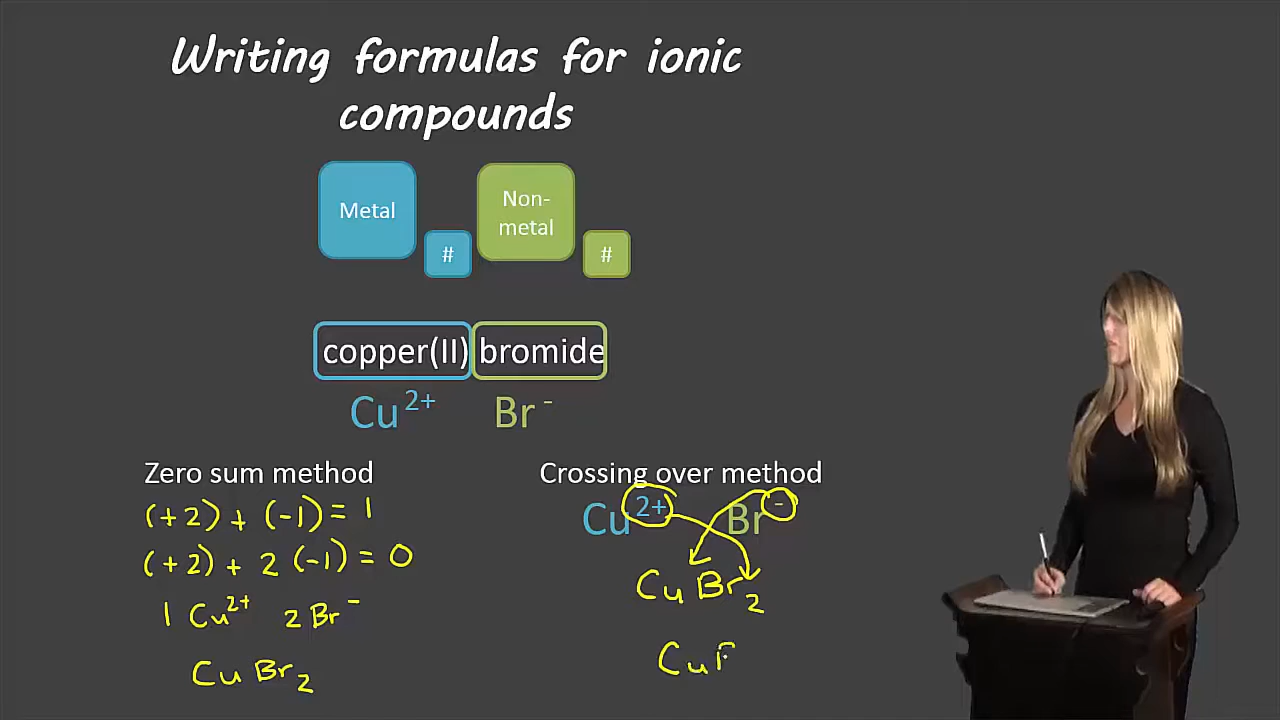 Writing formulas for ionic
compounds
Metal
#
Non-
metal
#
copper(II) bromide
Cu²⁺ Br⁻
Zero sum method
(+2) + (-1) = 1
(+2) + 2 (-1) = 0
1 Cu²⁺ 2 Br⁻
CuBr₂
Crossing over method
Cu²⁺ Br⁻
CuBr₂
Cu